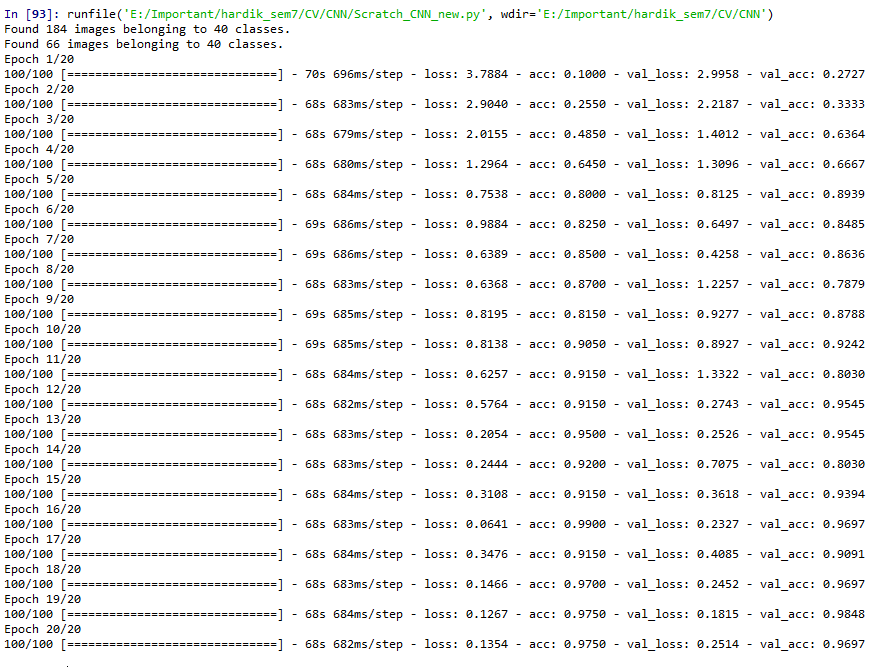 In [93]: runfile('E:/Important/hardik_sem7/CV/CNN/Scratch_CNN_new.py', wdir='E:/Important/hardik_sem7/CV/CNN')
Found 184 images belonging to 40 classes.
Found 66 images belonging to 40 classes.
Epoch 1/20
100/100 [==============================] - 70s 696ms/step - loss: 3.7884 - acc: 0.1000 - val_loss: 2.9958 - val_acc: 0.2727
Epoch 2/20
100/100 [==============================] - 68s 683ms/step - loss: 2.9040 - acc: 0.2550 - val_loss: 2.2187 - val_acc: 0.3333
Epoch 3/20
100/100 [==============================] - 68s 679ms/step - loss: 2.0155 - acc: 0.4850 - val_loss: 1.4012 - val_acc: 0.6364
Epoch 4/20
100/100 [==============================] - 68s 680ms/step - loss: 1.2964 - acc: 0.6450 - val_loss: 1.3096 - val_acc: 0.6667
Epoch 5/20
100/100 [==============================] - 68s 684ms/step - loss: 0.7538 - acc: 0.8000 - val_loss: 0.8125 - val_acc: 0.8939
Epoch 6/20
100/100 [==============================] - 69s 686ms/step - loss: 0.9884 - acc: 0.8250 - val_loss: 0.6497 - val_acc: 0.8485
Epoch 7/20
100/100 [==============================] - 69s 686ms/step - loss: 0.6389 - acc: 0.8500 - val_loss: 0.4258 - val_acc: 0.8636
Epoch 8/20
100/100 [==============================] - 68s 683ms/step - loss: 0.6368 - acc: 0.8700 - val_loss: 1.2257 - val_acc: 0.7879
Epoch 9/20
100/100 [==============================] - 69s 685ms/step - loss: 0.8195 - acc: 0.8150 - val_loss: 0.9277 - val_acc: 0.8788
Epoch 10/20
100/100 [==============================] - 69s 685ms/step - loss: 0.8138 - acc: 0.9050 - val_loss: 0.8927 - val_acc: 0.9242
Epoch 11/20
100/100 [==============================] - 68s 684ms/step - loss: 0.6257 - acc: 0.9150 - val_loss: 1.3322 - val_acc: 0.8030
Epoch 12/20
100/100 [==============================] - 68s 682ms/step - loss: 0.5764 - acc: 0.9150 - val_loss: 0.2743 - val_acc: 0.9545
Epoch 13/20
100/100 [==============================] - 68s 683ms/step - loss: 0.2054 - acc: 0.9500 - val_loss: 0.2526 - val_acc: 0.9545
Epoch 14/20
100/100 [==============================] - 68s 683ms/step - loss: 0.2444 - acc: 0.9200 - val_loss: 0.7075 - val_acc: 0.8030
Epoch 15/20
100/100 [==============================] - 68s 684ms/step - loss: 0.3108 - acc: 0.9150 - val_loss: 0.3618 - val_acc: 0.9394
Epoch 16/20
100/100 [==============================] - 68s 683ms/step - loss: 0.0641 - acc: 0.9900 - val_loss: 0.2327 - val_acc: 0.9697
Epoch 17/20
100/100 [==============================] - 68s 684ms/step - loss: 0.3476 - acc: 0.9150 - val_loss: 0.4085 - val_acc: 0.9091
Epoch 18/20
100/100 [==============================] - 68s 683ms/step - loss: 0.1466 - acc: 0.9700 - val_loss: 0.2452 - val_acc: 0.9697
Epoch 19/20
100/100 [==============================] - 68s 684ms/step - loss: 0.1267 - acc: 0.9750 - val_loss: 0.1815 - val_acc: 0.9848
Epoch 20/20
100/100 [==============================] - 68s 682ms/step - loss: 0.1354 - acc: 0.9750 - val_loss: 0.2514 - val_acc: 0.9697